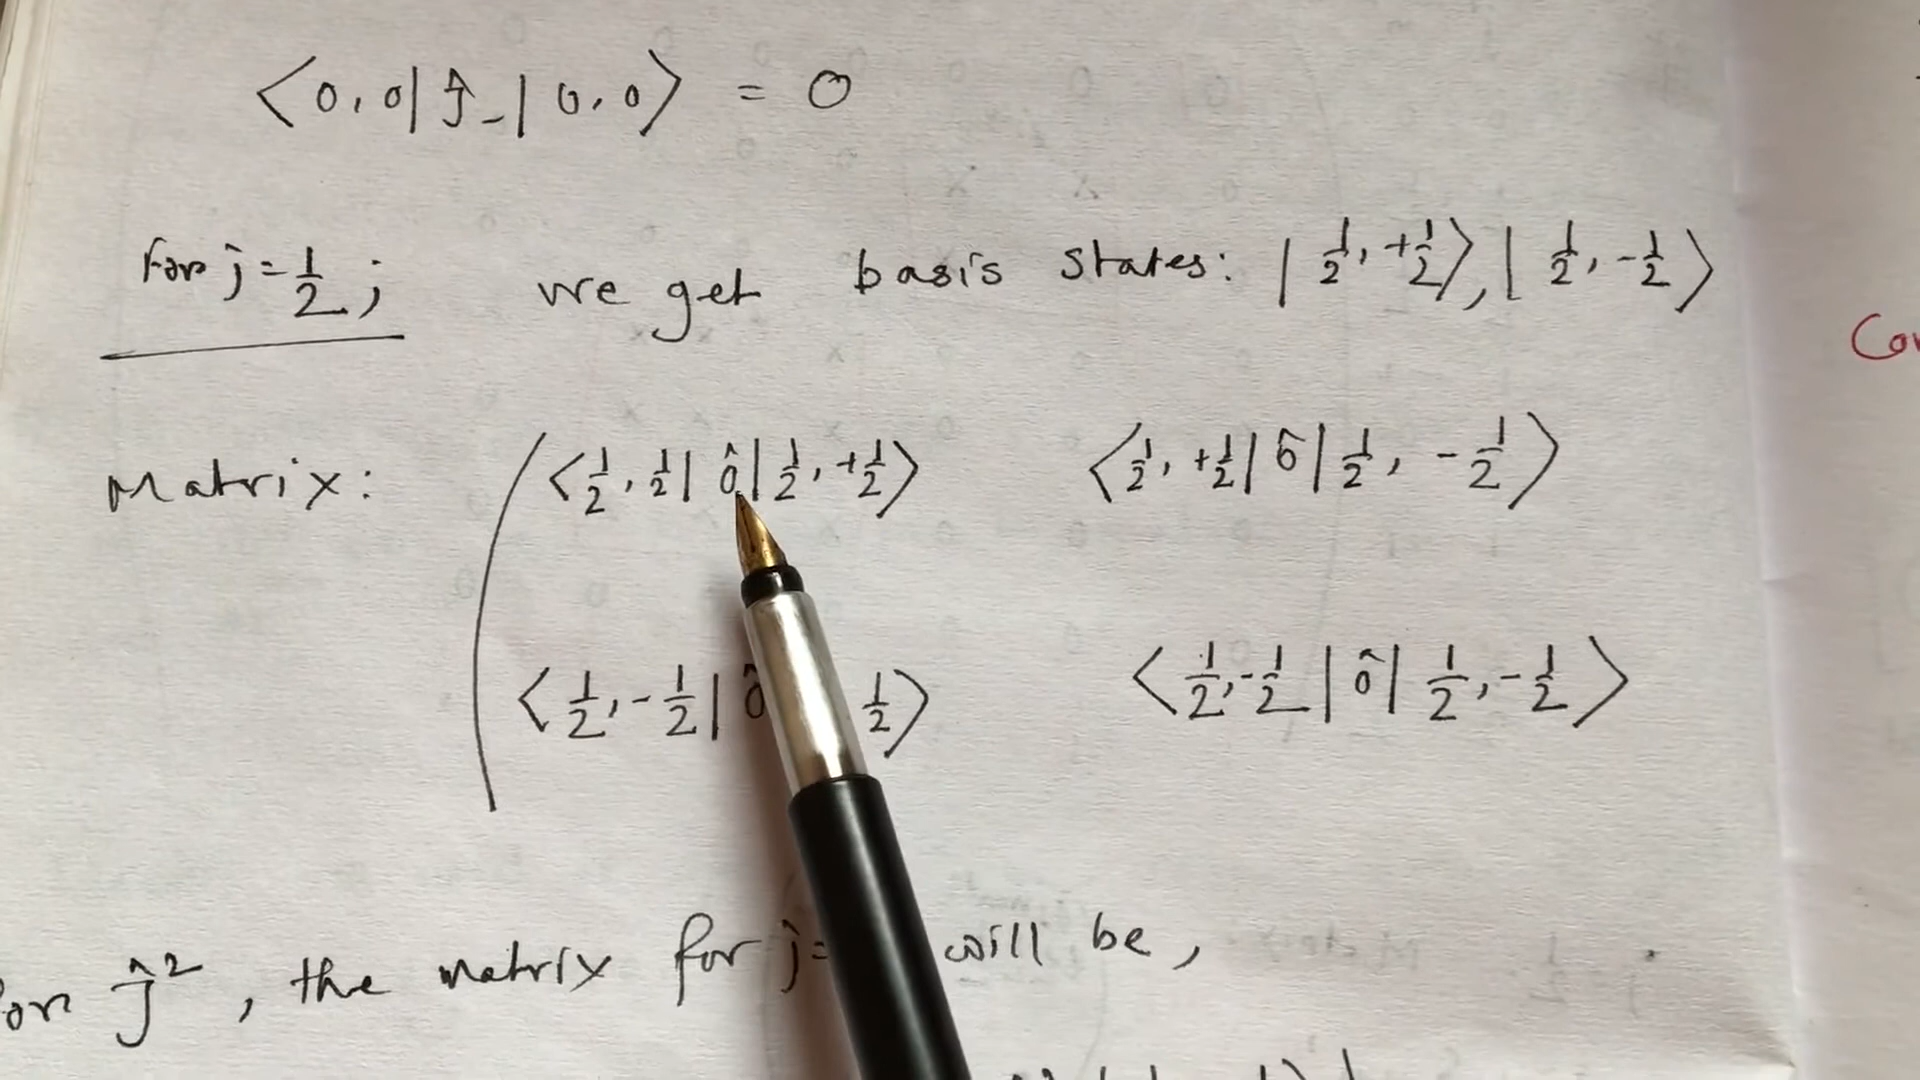 ⟨0,0|Ĵ_|0,0⟩ = 0
For j = 1/2; we get basis states: |1/2, +1/2⟩, |1/2, -1/2⟩
Matrix: ( ⟨1/2, 1/2|ô|1/2, +1/2⟩ ⟨1/2, +1/2|ô|1/2, -1/2⟩
⟨1/2, -1/2|ô 1/2⟩ ⟨1/2, -1/2|ô|1/2, -1/2⟩
For Ĵ², the matrix for j= will be,